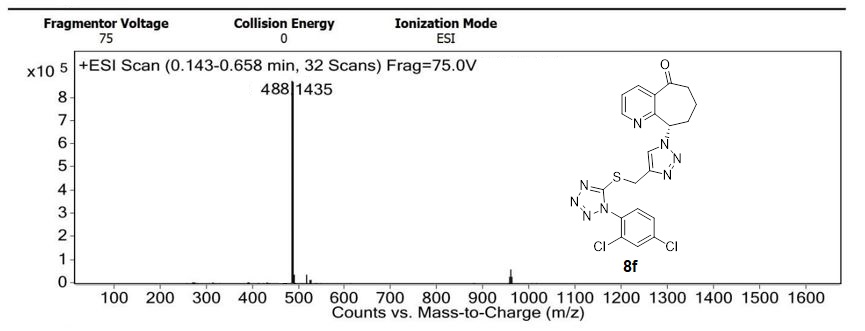 Fragmentor Voltage Collision Energy Ionization Mode
75 0 ESI
x10 5
+ESI Scan (0.143-0.658 min, 32 Scans) Frag=75.0V
488 1435
8
7
6
5
4
3
2
1
0
100 200 300 400 500 600 700 800 900 1000 1100 1200 1300 1400 1500 1600
Counts vs. Mass-to-Charge (m/z)
O
N
N
N
N
S
N
N
N
N
Cl Cl
8f